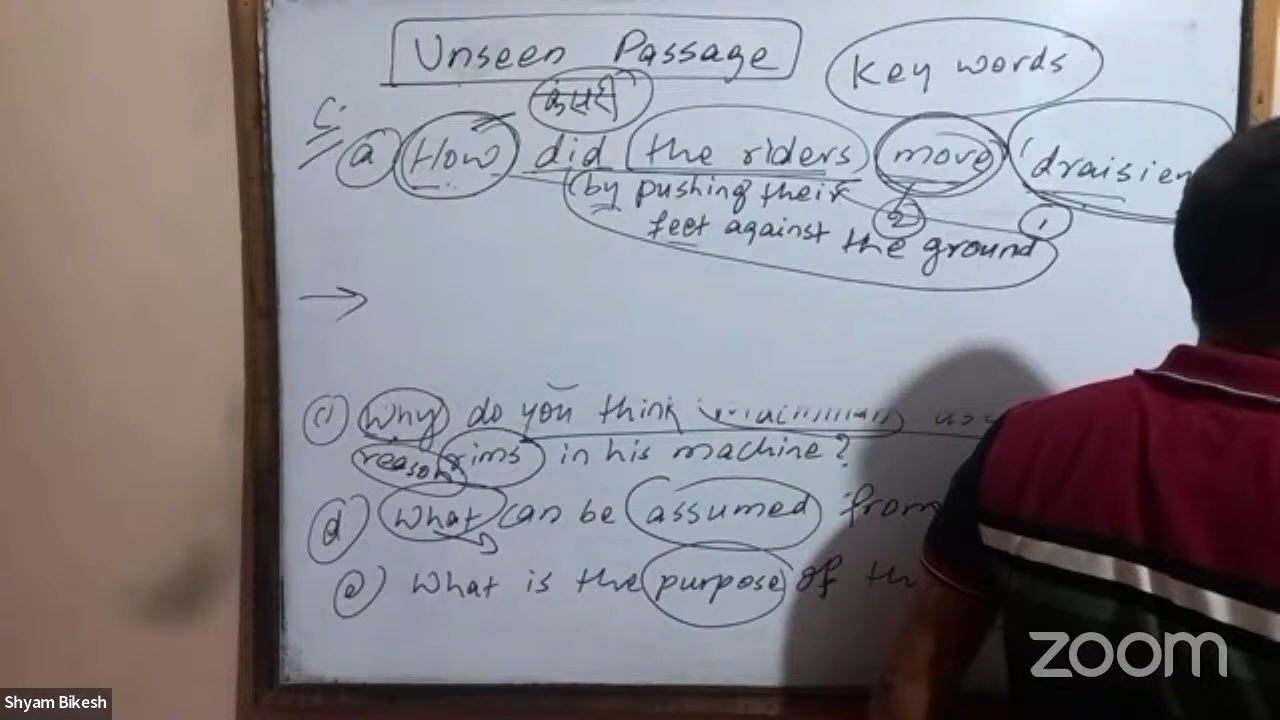 Unseen Passage
Key words
कसरी
a) How did the riders move 'draisien
(by pushing their
feet against the ground
2
1
→
c) Why do you think
reason rims in his machine?
d) What can be assumed from
e) What is the purpose of th
zoom
Shyam Bikesh